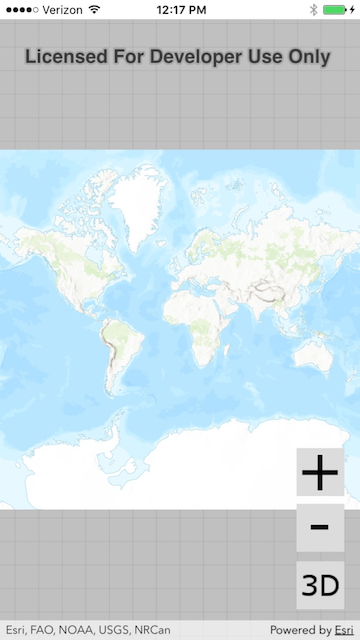 Verizon 12:17 PM
Licensed For Developer Use Only
+
-
3D
Esri, FAO, NOAA, USGS, NRCan Powered by Esri